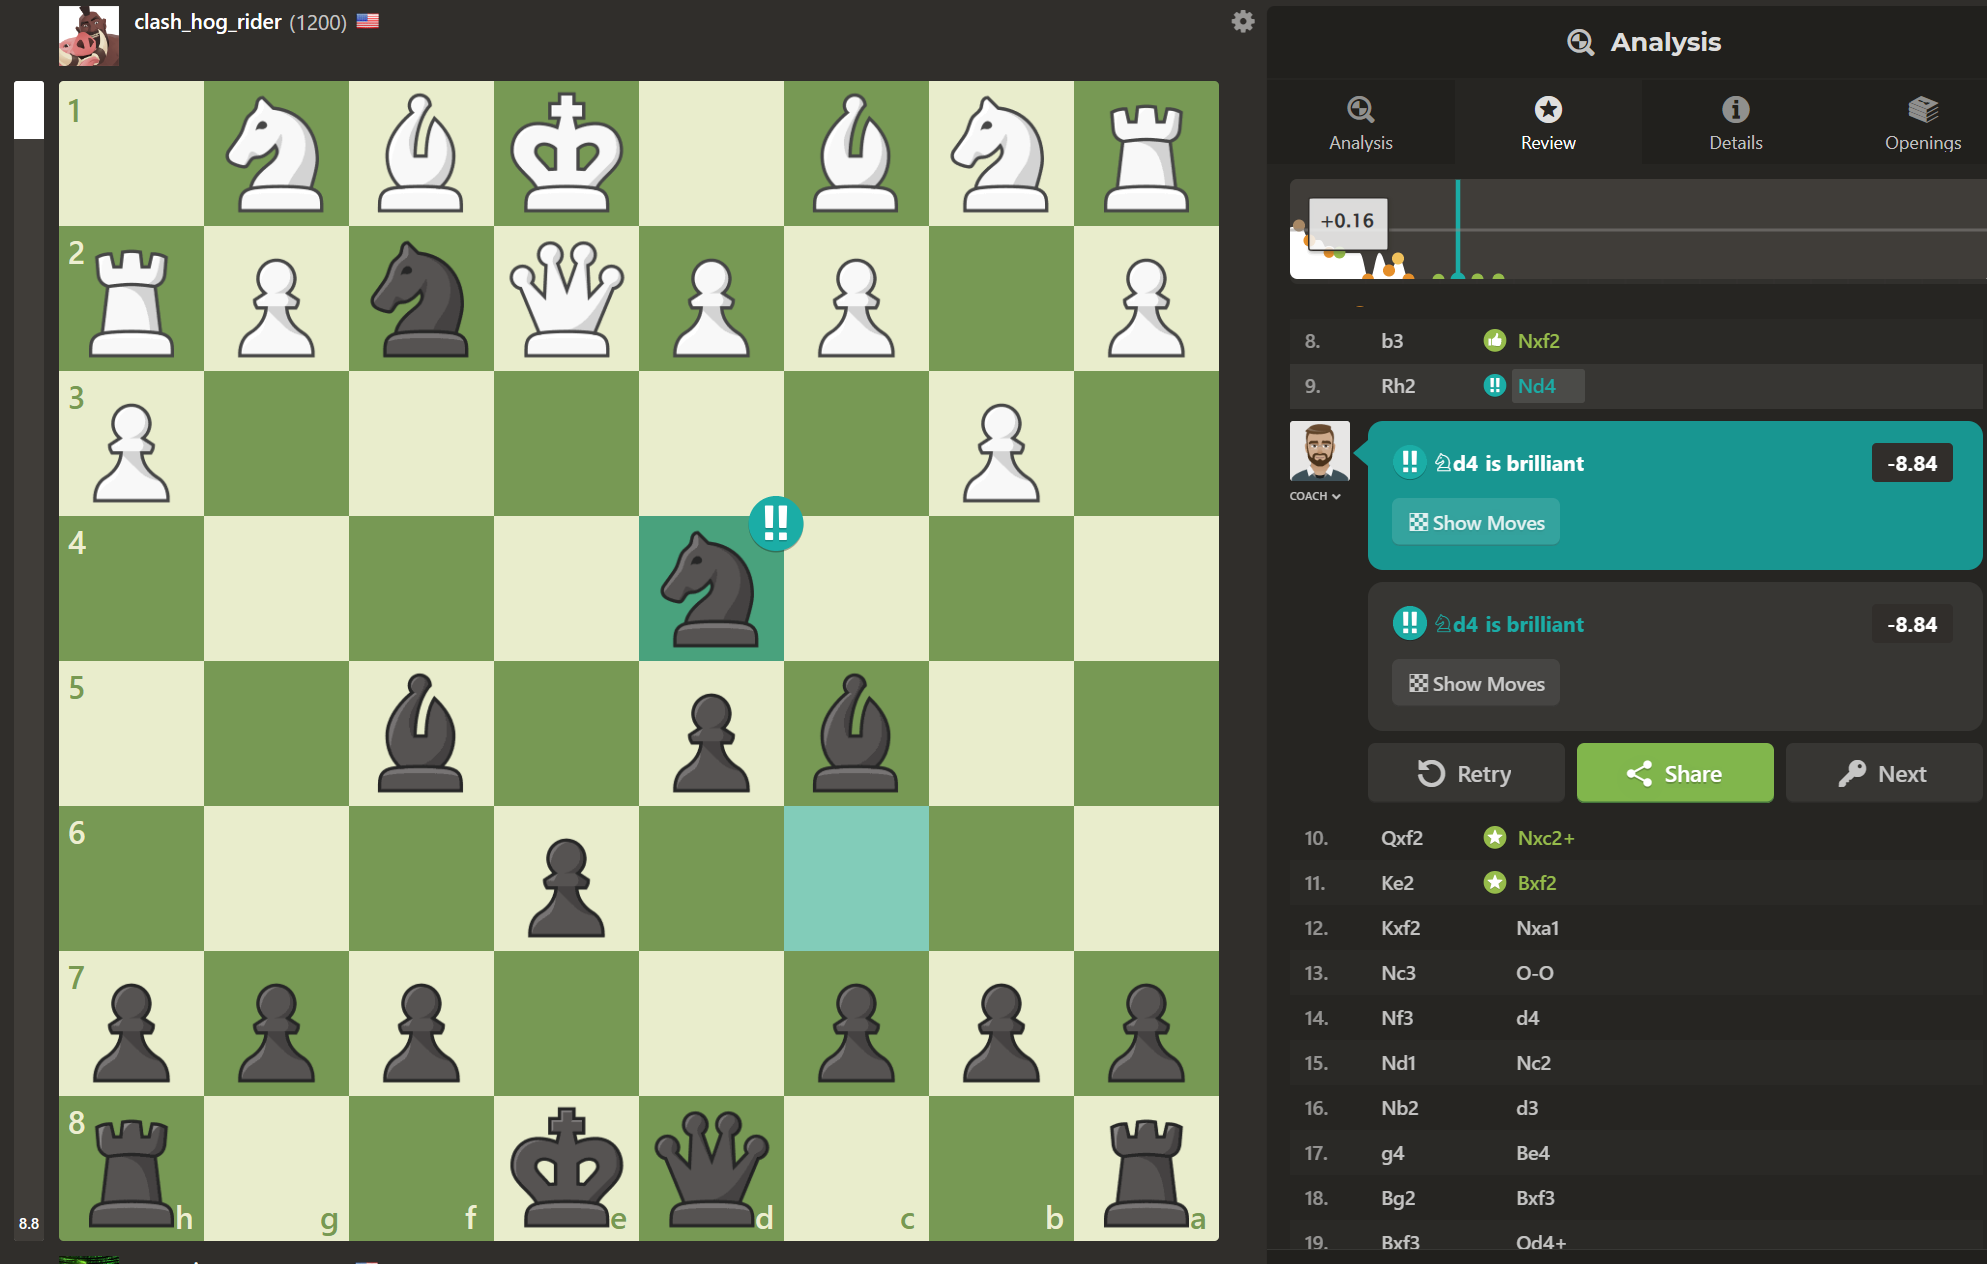 clash_hog_rider (1200)
Analysis
Analysis
Review
Details
Openings
+0.16
8. b3 Nxf2
9. Rh2 Nd4
d4 is brilliant
-8.84
COACH
Show Moves
d4 is brilliant
-8.84
Show Moves
Retry
Share
Next
10. Qxf2 Nxc2+
11. Ke2 Bxf2
12. Kxf2 Nxa1
13. Nc3 O-O
14. Nf3 d4
15. Nd1 Nc2
16. Nb2 d3
17. g4 Be4
18. Bg2 Bxf3
19. Bxf3 Qd4+
1
2
3
4
!!
5
6
7
8
h g f e d c b a
8.8